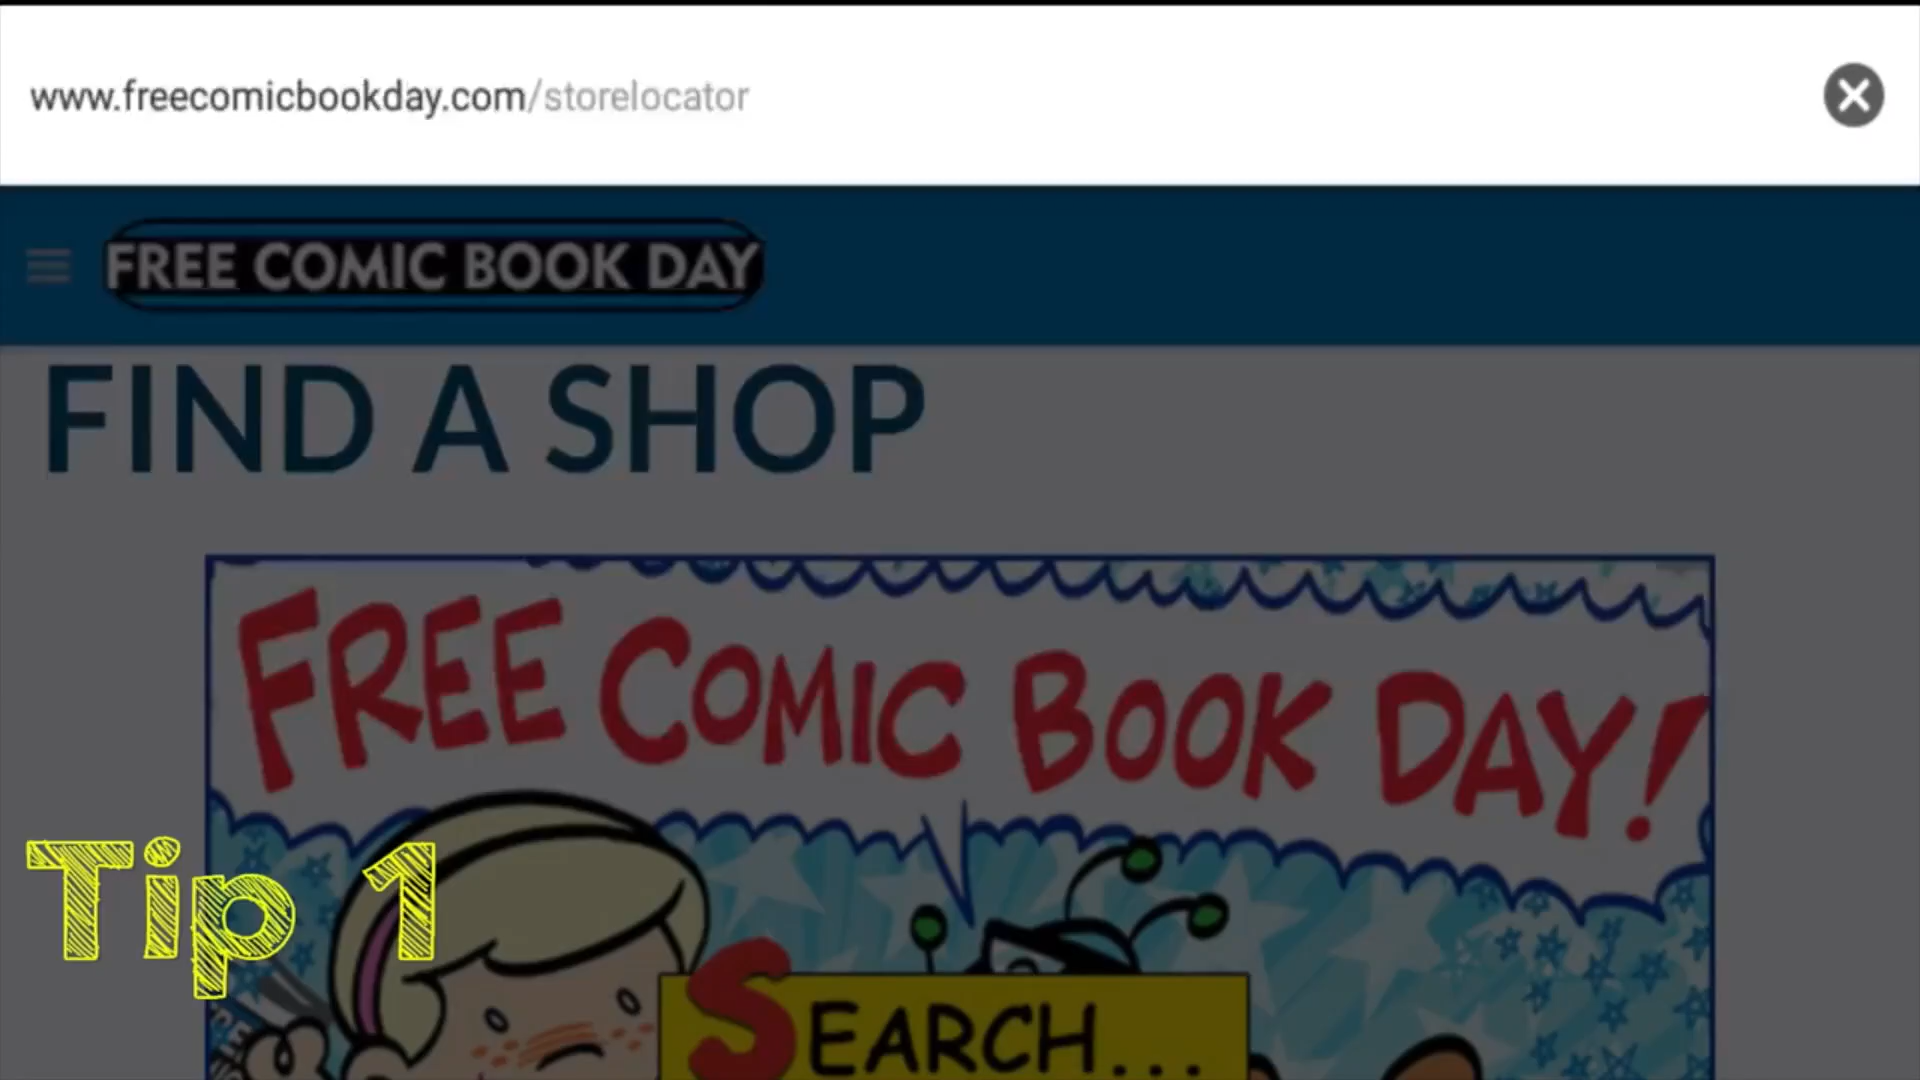 www.freecomicbookday.com/storelocator
FREE COMIC BOOK DAY
FIND A SHOP
FREE COMIC BOOK DAY!
Tip 1
SEARCH...